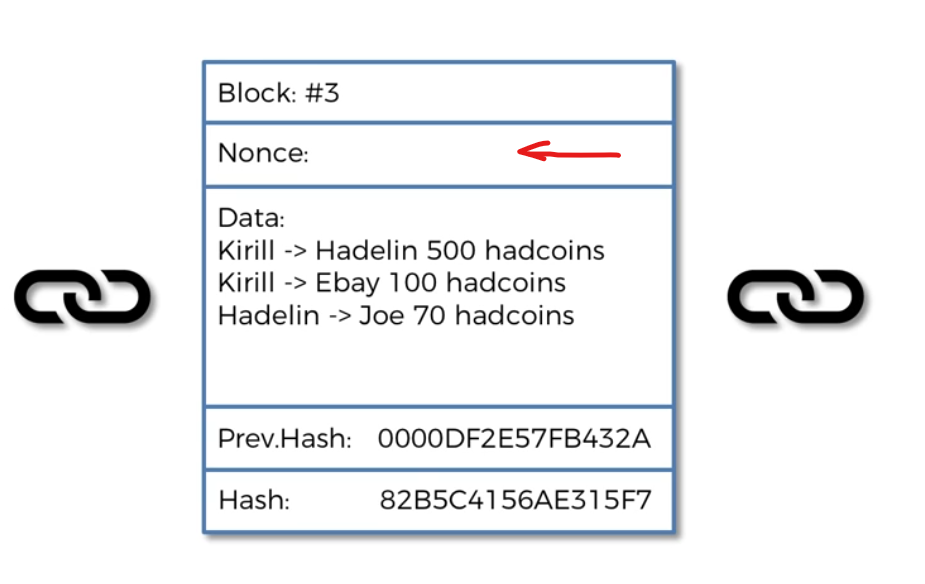 Block: #3
Nonce:
Data:
Kirill -> Hadelin 500 hadcoins
Kirill -> Ebay 100 hadcoins
Hadelin -> Joe 70 hadcoins
Prev.Hash: 0000DF2E57FB432A
Hash: 82B5C4156AE315F7